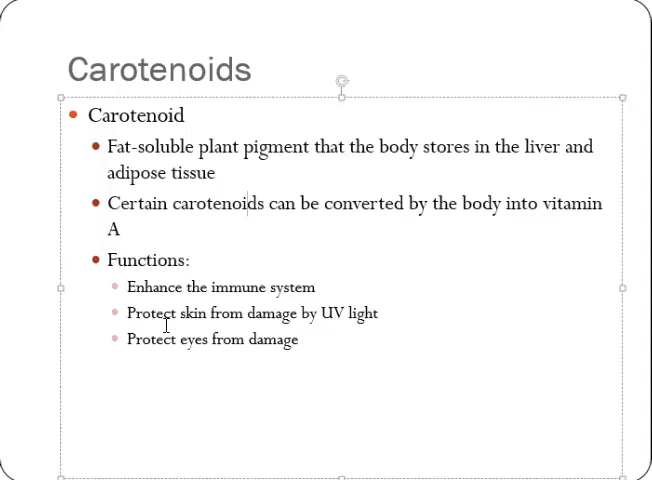 Carotenoids
Carotenoid
Fat-soluble plant pigment that the body stores in the liver and
adipose tissue
Certain carotenoids can be converted by the body into vitamin
A
Functions:
Enhance the immune system
Protect skin from damage by UV light
Protect eyes from damage